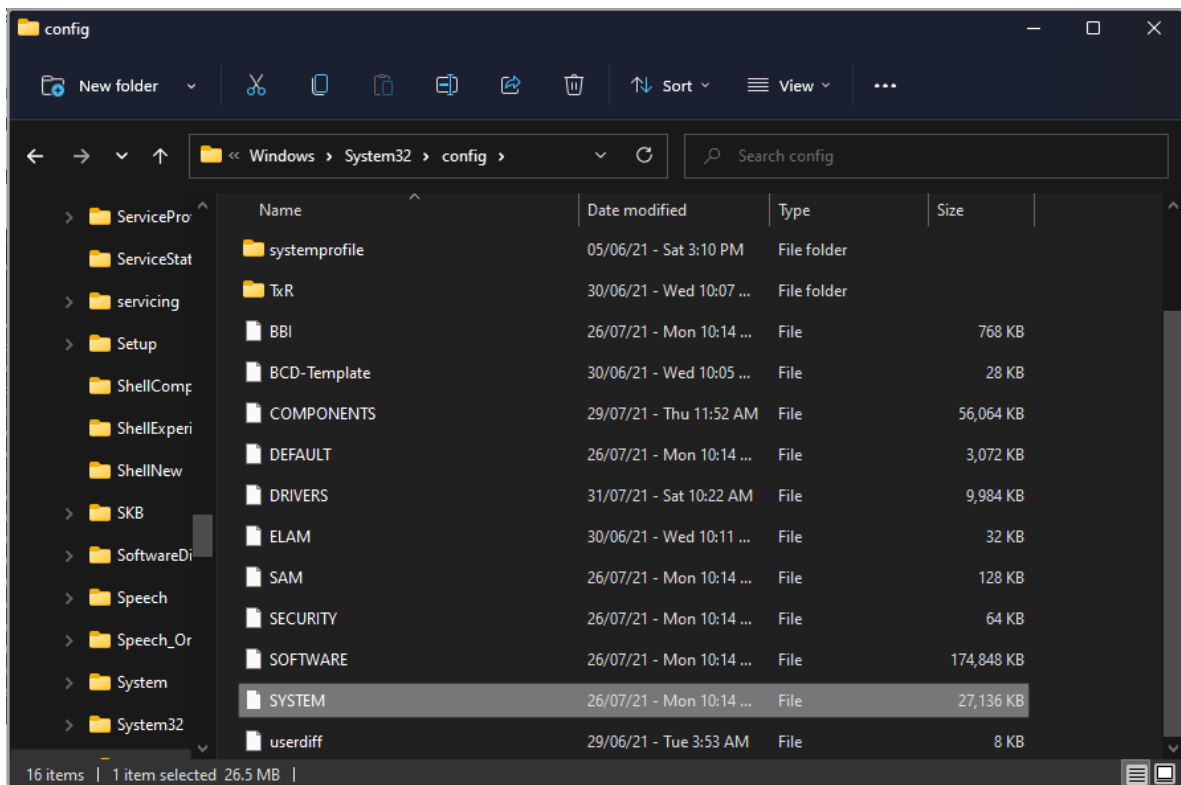 config
New folder
Sort
View
« Windows > System32 > config >
Search config
ServicePro
ServiceStat
servicing
Setup
ShellComp
ShellExperi
ShellNew
SKB
SoftwareDi
Speech
Speech_Or
System
System32
Name Date modified Type Size
systemprofile 05/06/21 - Sat 3:10 PM File folder
TxR 30/06/21 - Wed 10:07 ... File folder
BBI 26/07/21 - Mon 10:14 ... File 768 KB
BCD-Template 30/06/21 - Wed 10:05 ... File 28 KB
COMPONENTS 29/07/21 - Thu 11:52 AM File 56,064 KB
DEFAULT 26/07/21 - Mon 10:14 ... File 3,072 KB
DRIVERS 31/07/21 - Sat 10:22 AM File 9,984 KB
ELAM 30/06/21 - Wed 10:11 ... File 32 KB
SAM 26/07/21 - Mon 10:14 ... File 128 KB
SECURITY 26/07/21 - Mon 10:14 ... File 64 KB
SOFTWARE 26/07/21 - Mon 10:14 ... File 174,848 KB
SYSTEM 26/07/21 - Mon 10:14 ... File 27,136 KB
userdiff 29/06/21 - Tue 3:53 AM File 8 KB
16 items | 1 item selected 26.5 MB |